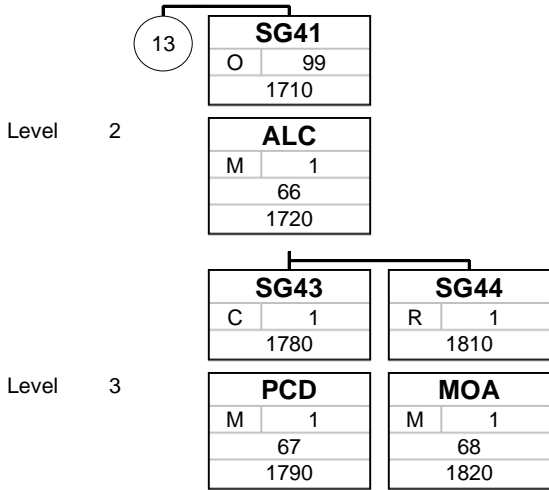 13
SG41
O 99
1710
Level 2
ALC
M 1
66
1720
SG43 SG44
C 1 R 1
1780 1810
Level 3
PCD MOA
M 1 M 1
67 68
1790 1820